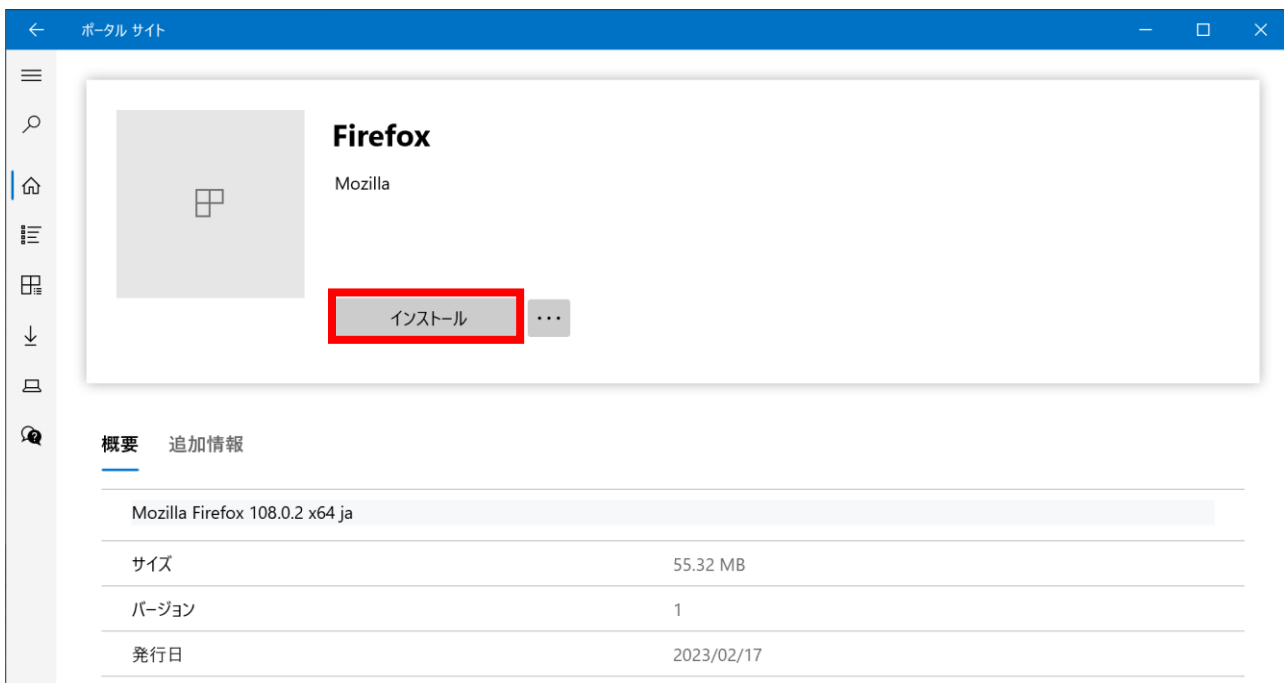 ポータル サイト
Firefox
Mozilla
インストール
概要 追加情報
Mozilla Firefox 108.0.2 x64 ja
サイズ 55.32 MB
バージョン 1
発行日 2023/02/17